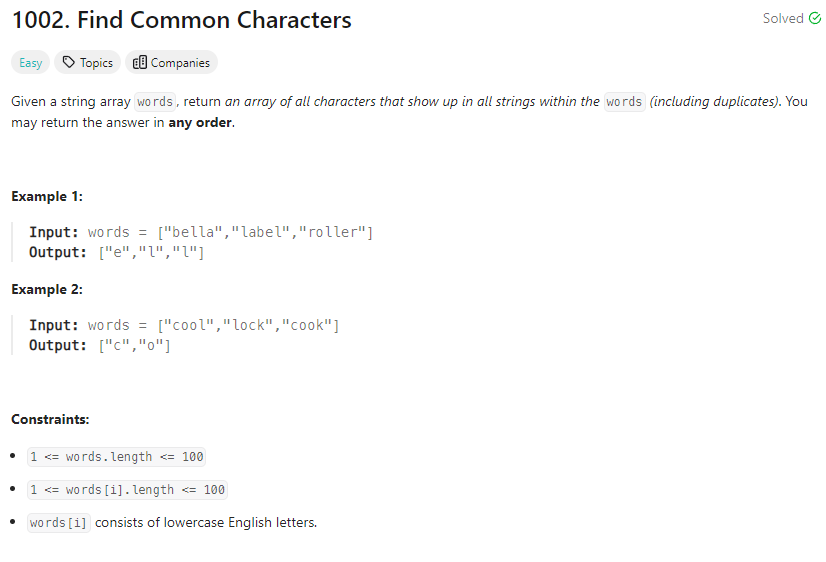 1002. Find Common Characters
Solved
Easy Topics Companies
Given a string array words, return an array of all characters that show up in all strings within the words (including duplicates). You
may return the answer in any order.
Example 1:
Input: words = ["bella","label","roller"]
Output: ["e","l","l"]
Example 2:
Input: words = ["cool","lock","cook"]
Output: ["c","o"]
Constraints:
• 1 <= words.length <= 100
• 1 <= words[i].length <= 100
• words[i] consists of lowercase English letters.